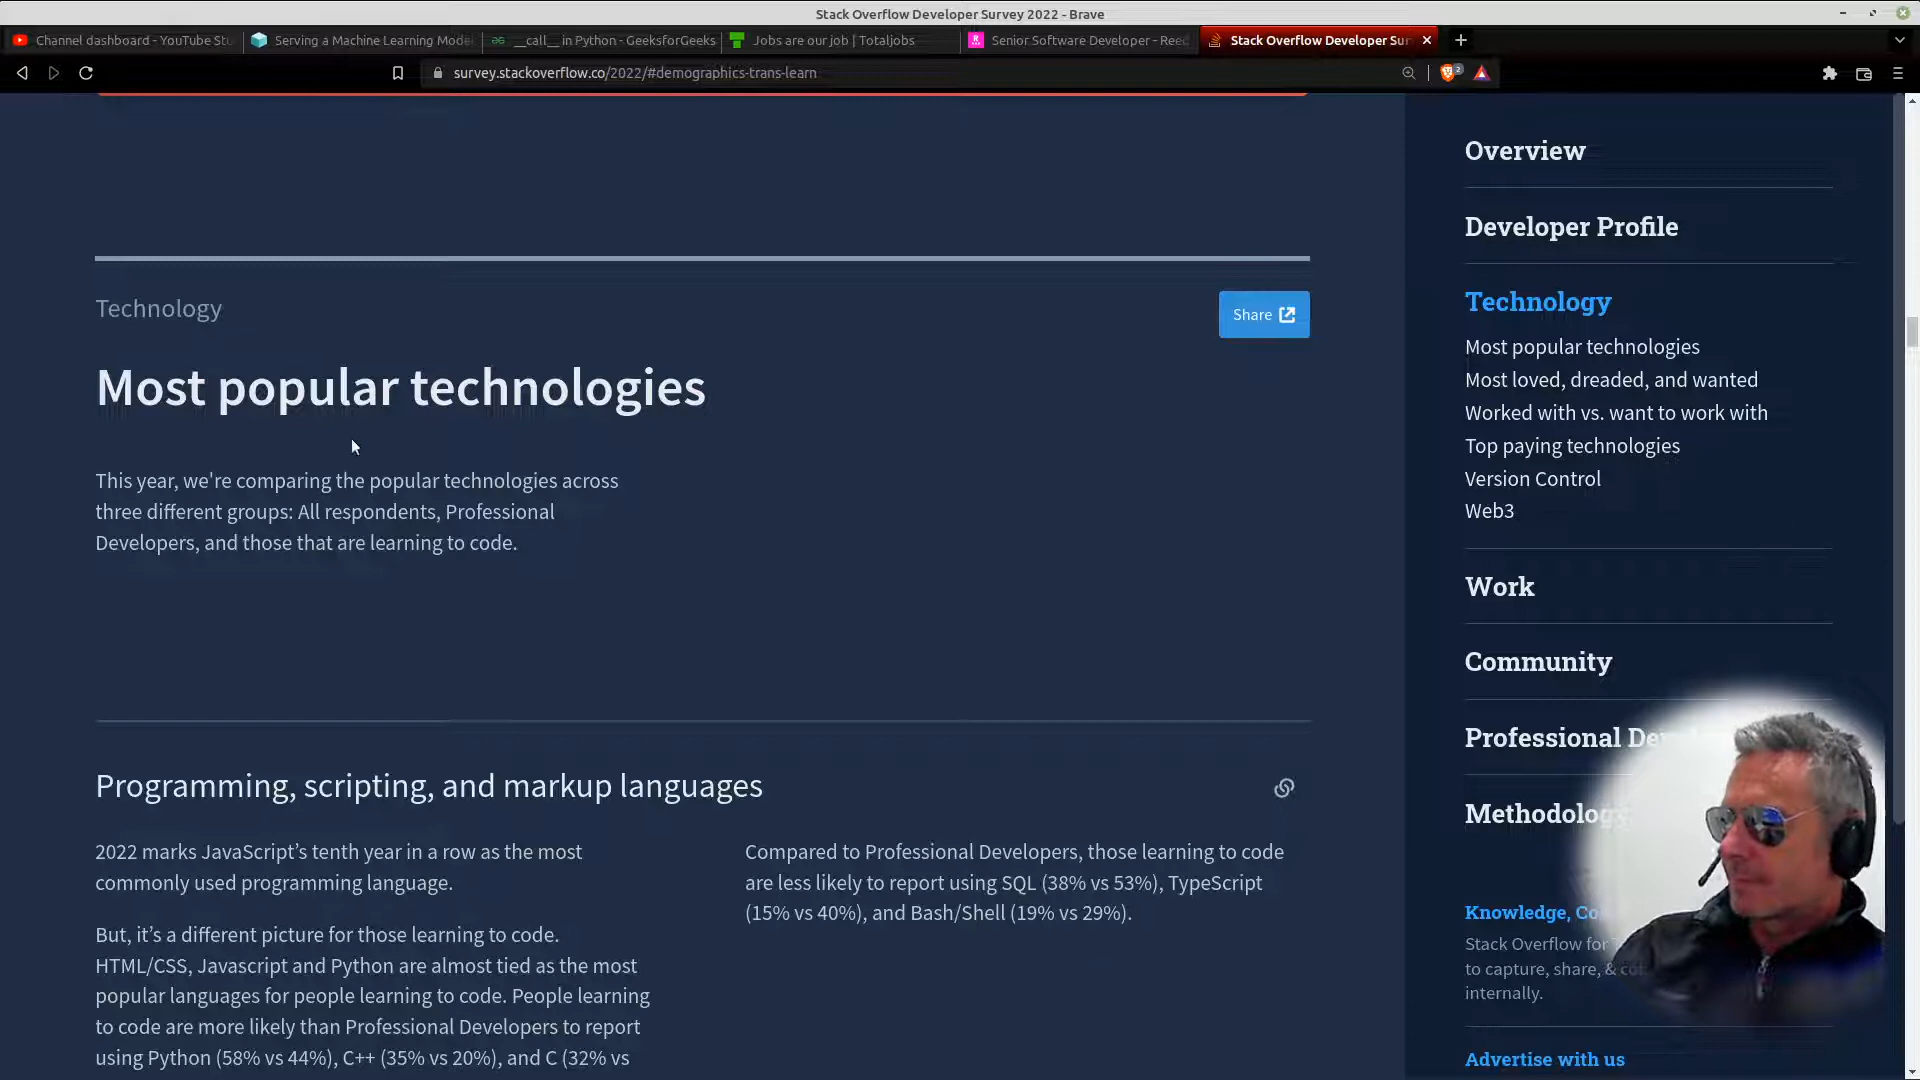 Stack Overflow Developer Survey 2022 - Brave
Channel dashboard - YouTube Stu
Serving a Machine Learning Mode
__call__ in Python - GeeksforGeeks
Jobs are our job | Totaljobs
Senior Software Developer - Reed
Stack Overflow Developer Sur
survey.stackoverflow.co/2022/#demographics-trans-learn
2
Technology
Share
Most popular technologies
This year, we're comparing the popular technologies across
three different groups: All respondents, Professional
Developers, and those that are learning to code.
Programming, scripting, and markup languages
2022 marks JavaScript’s tenth year in a row as the most
commonly used programming language.
But, it’s a different picture for those learning to code.
HTML/CSS, Javascript and Python are almost tied as the most
popular languages for people learning to code. People learning
to code are more likely than Professional Developers to report
using Python (58% vs 44%), C++ (35% vs 20%), and C (32% vs
Compared to Professional Developers, those learning to code
are less likely to report using SQL (38% vs 53%), TypeScript
(15% vs 40%), and Bash/Shell (19% vs 29%).
Overview
Developer Profile
Technology
Most popular technologies
Most loved, dreaded, and wanted
Worked with vs. want to work with
Top paying technologies
Version Control
Web3
Work
Community
Professional De
Methodology
Knowledge, Co
Stack Overflow for
to capture, share, &
internally.
Advertise with us